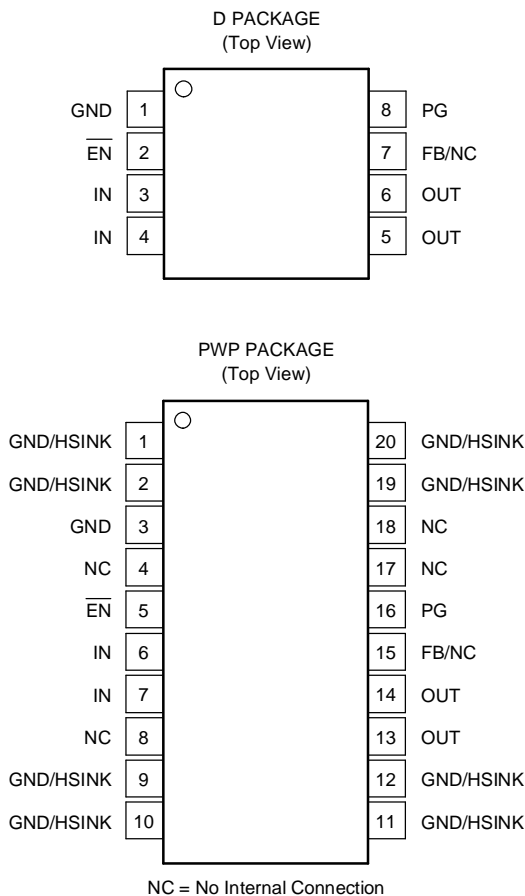 D PACKAGE
(Top View)
GND 1 8 PG
EN 2 7 FB/NC
IN 3 6 OUT
IN 4 5 OUT
PWP PACKAGE
(Top View)
GND/HSINK 1 20 GND/HSINK
GND/HSINK 2 19 GND/HSINK
GND 3 18 NC
NC 4 17 NC
EN 5 16 PG
IN 6 15 FB/NC
IN 7 14 OUT
NC 8 13 OUT
GND/HSINK 9 12 GND/HSINK
GND/HSINK 10 11 GND/HSINK
NC = No Internal Connection